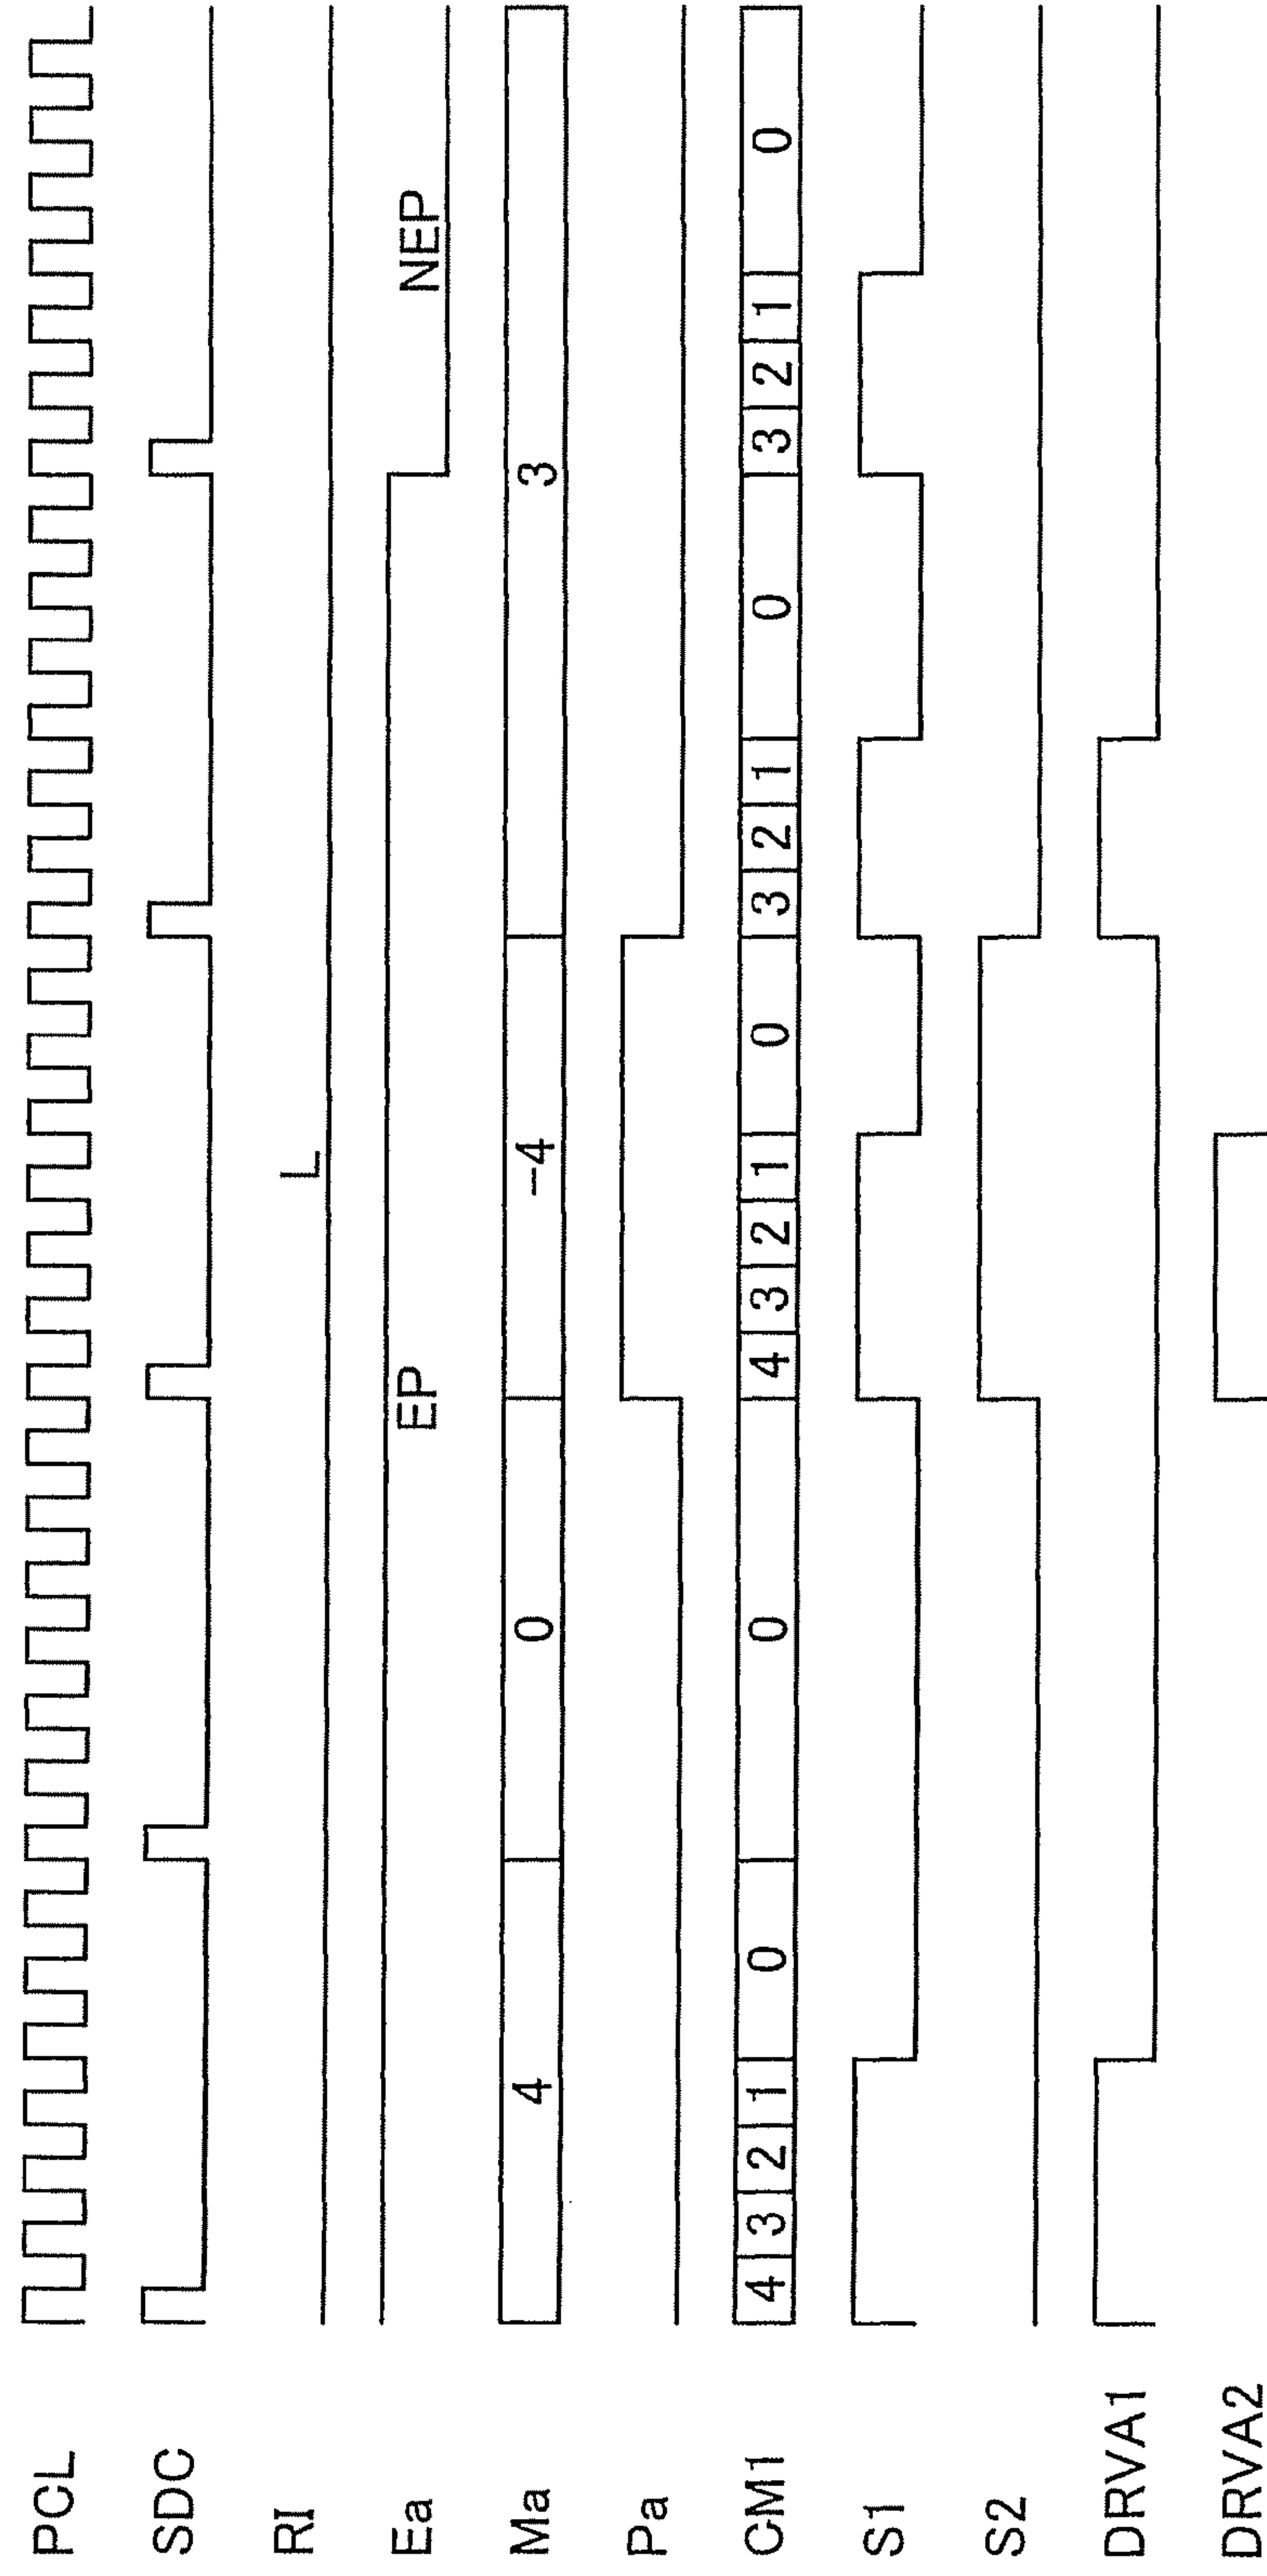 PCL
SDC
RI L
Ea EP NEP
Ma 4 0 -4 3
Pa
CM1 4 3 2 1 0 0 4 3 2 1 0 3 2 1 0 3 2 1 0
S1
S2
DRVA1
DRVA2